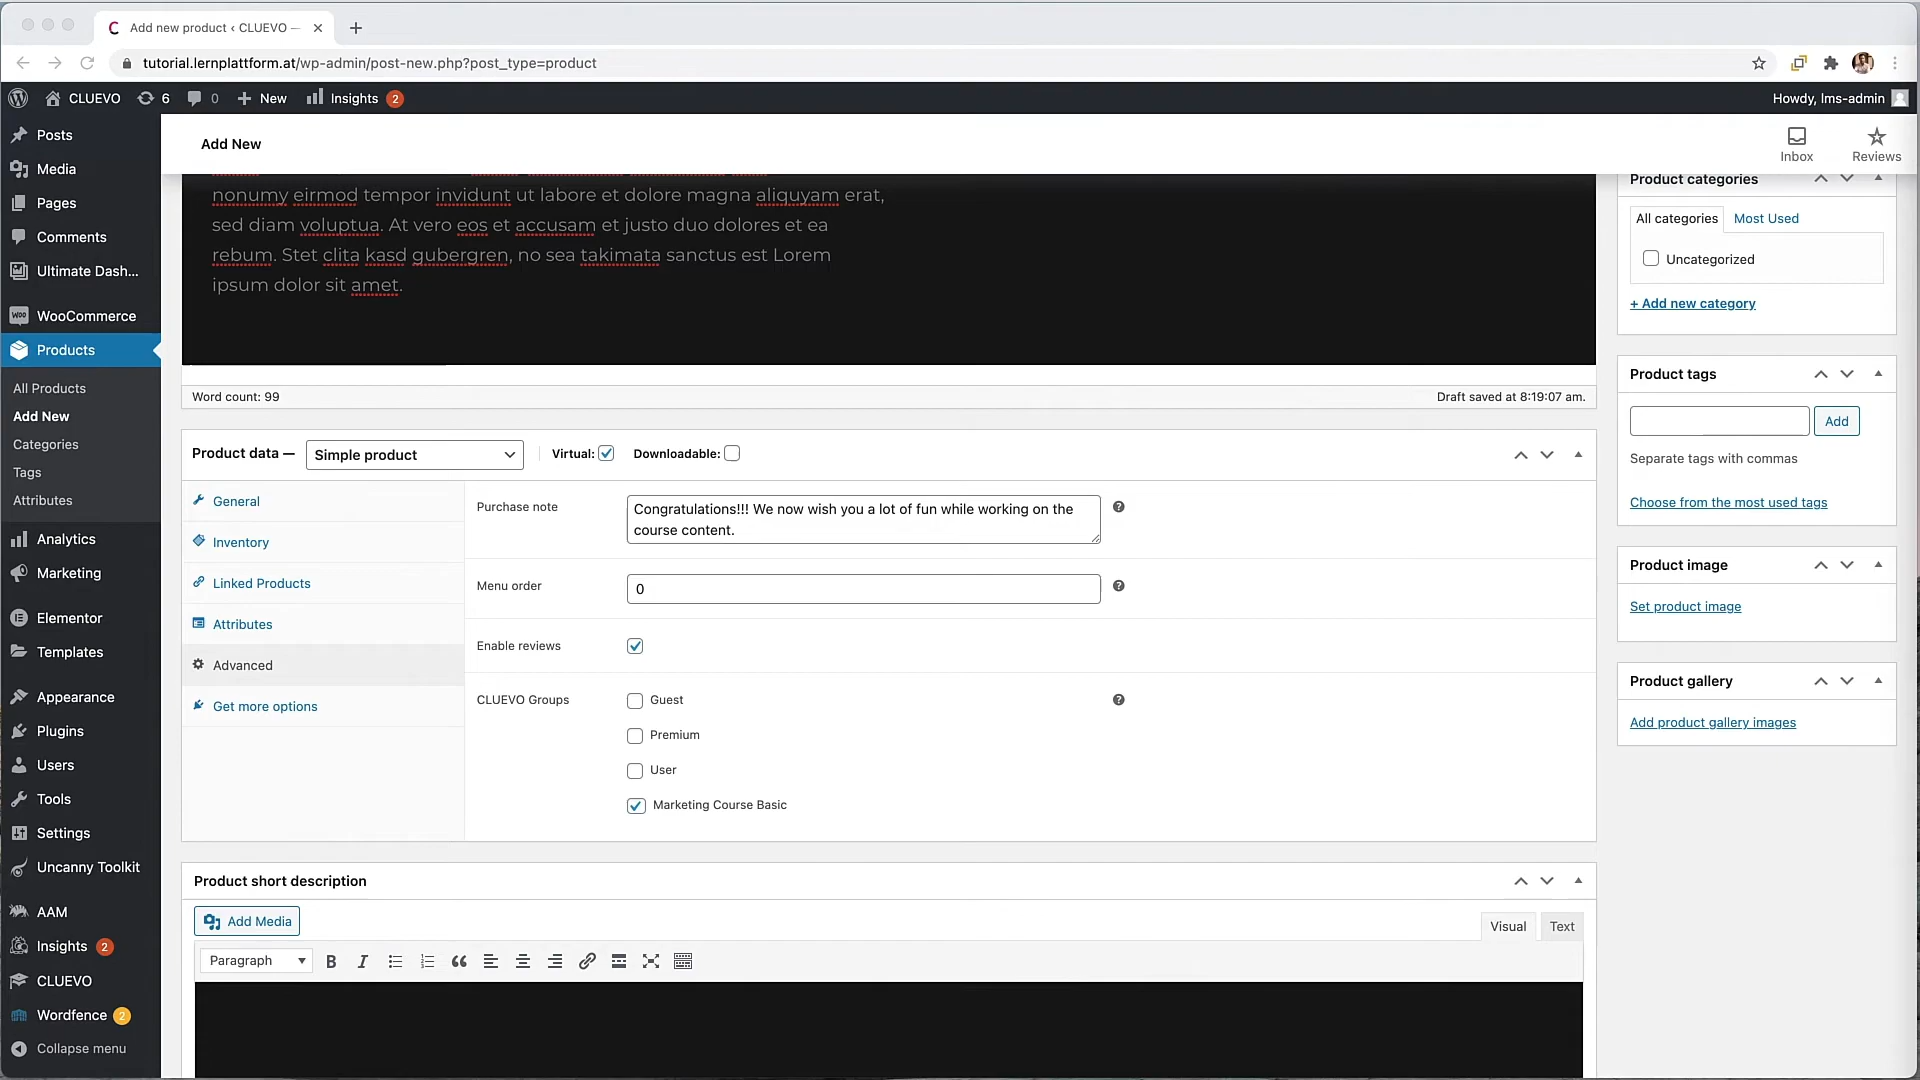 Add new product ‹ CLUEVO —
tutorial.lernplattform.at/wp-admin/post-new.php?post_type=product
CLUEVO
6
0
New
Insights 2
Howdy, lms-admin
Posts
Media
Pages
Comments
Ultimate Dash...
WooCommerce
Products
All Products
Add New
Categories
Tags
Attributes
Analytics
Marketing
Elementor
Templates
Appearance
Plugins
Users
Tools
Settings
Uncanny Toolkit
AAM
Insights 2
CLUEVO
Wordfence 2
Collapse menu
Add New
Inbox
Reviews
nonumy eirmod tempor invidunt ut labore et dolore magna aliquyam erat,
sed diam voluptua. At vero eos et accusam et justo duo dolores et ea
rebum. Stet clita kasd gubergren, no sea takimata sanctus est Lorem
ipsum dolor sit amet.
Word count: 99
Draft saved at 8:19:07 am.
Product data —
Simple product
Virtual:
Downloadable:
General
Inventory
Linked Products
Attributes
Advanced
Get more options
Purchase note
Congratulations!!! We now wish you a lot of fun while working on the
course content.
Menu order
0
Enable reviews
CLUEVO Groups
Guest
Premium
User
Marketing Course Basic
Product short description
Add Media
Visual
Text
Paragraph
Product categories
All categories
Most Used
Uncategorized
+ Add new category
Product tags
Add
Separate tags with commas
Choose from the most used tags
Product image
Set product image
Product gallery
Add product gallery images